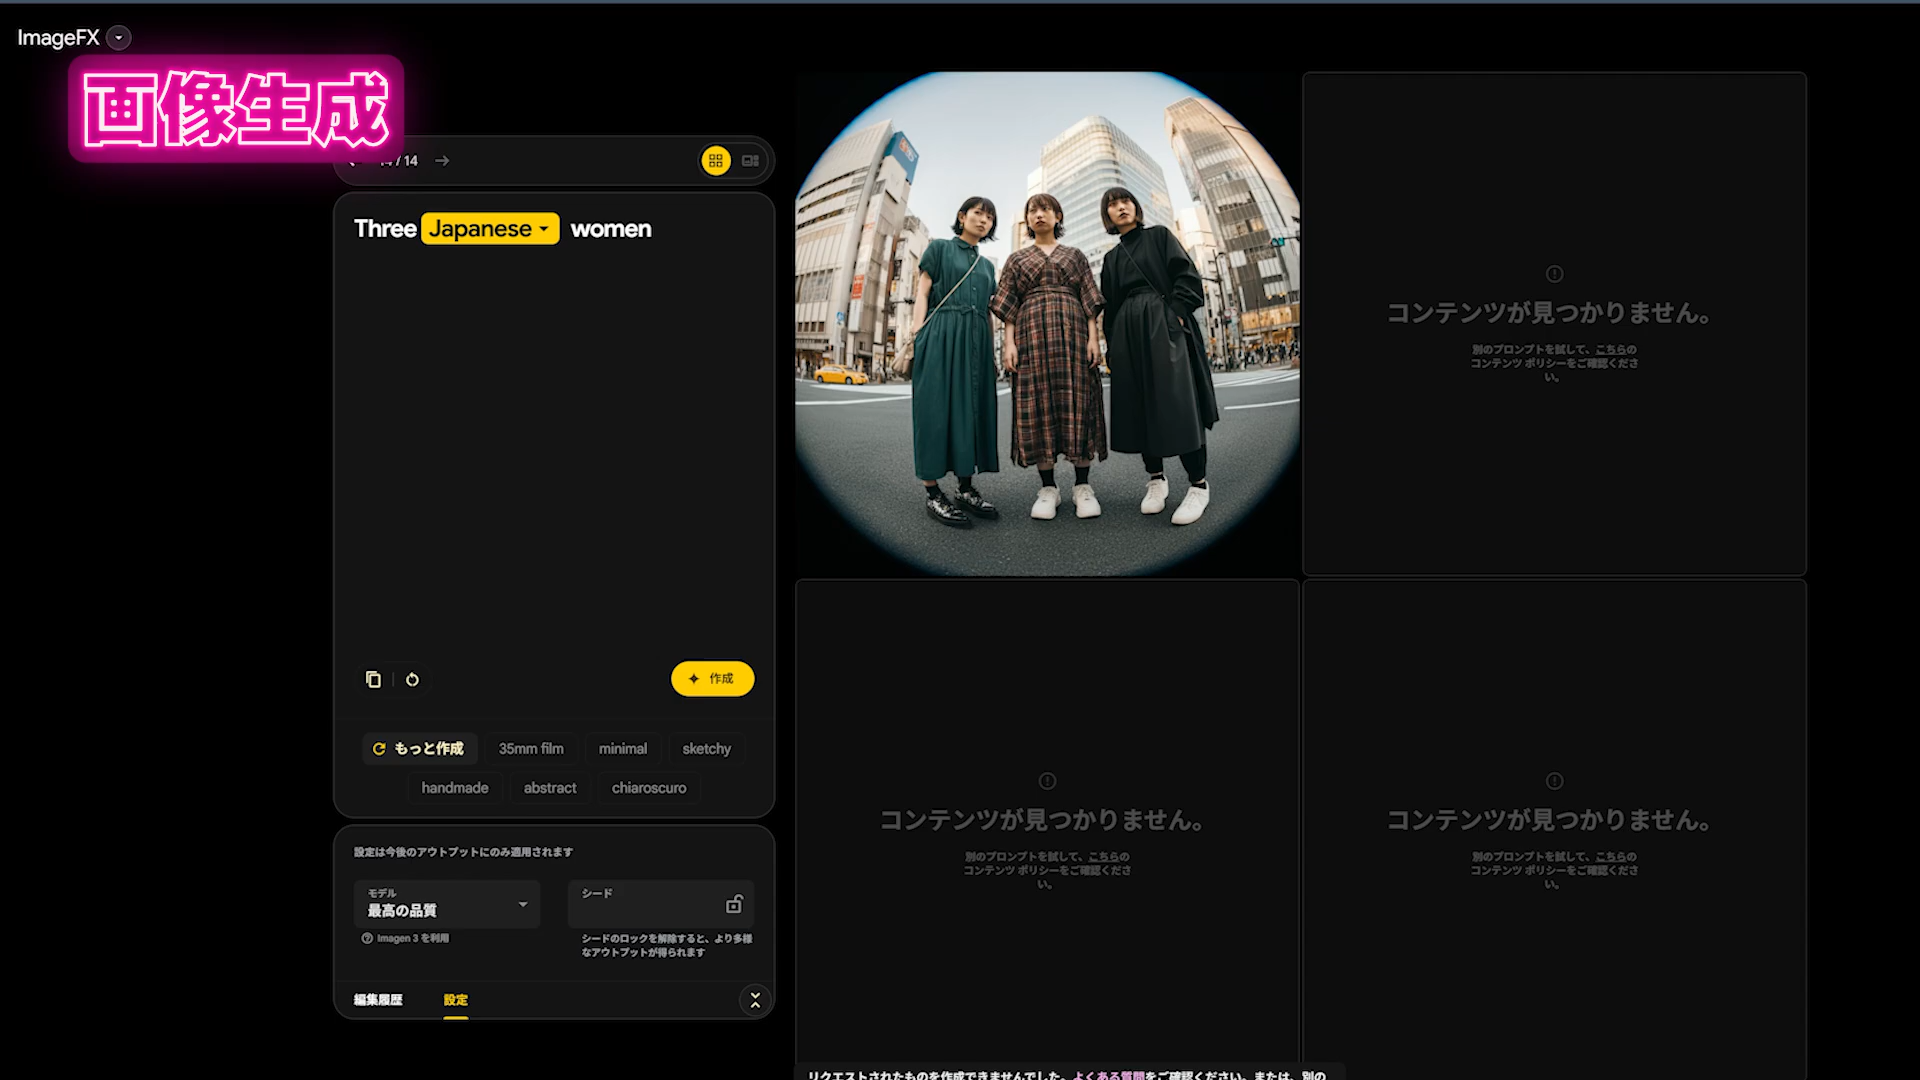 ImageFX
画像生成
/ 14
Three Japanese women
作成
もっと作成
35mm film
minimal
sketchy
handmade
abstract
chiaroscuro
設定は今後のアウトプットにのみ適用されます
モデル
最高の品質
Imagen 3 を利用
シード
シードのロックを解除すると、より多様
なアウトプットが得られます
編集履歴
設定
コンテンツが見つかりません。
別のプロンプトを試して、こちらの
コンテンツ ポリシーをご確認くださ
い。
コンテンツが見つかりません。
別のプロンプトを試して、こちらの
コンテンツ ポリシーをご確認くださ
い。
コンテンツが見つかりません。
別のプロンプトを試して、こちらの
コンテンツ ポリシーをご確認くださ
い。
リクエストされたものを作成できませんでした。よくある質問をご確認ください。または、別の